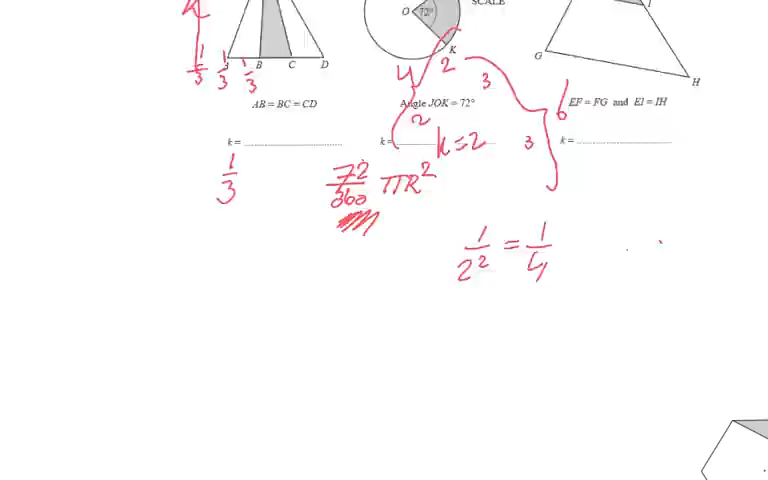 SCALE
O 72°
I
K
G
H
B C D
1/3 1/3 1/3
4 2 3
2 3 6
AB = BC = CD
Angle JOK = 72°
EF = FG and EI = IH
k = ........................
k = ........................
k = ........................
k = 2
1/3
72/360 πR²
1/2² = 1/4